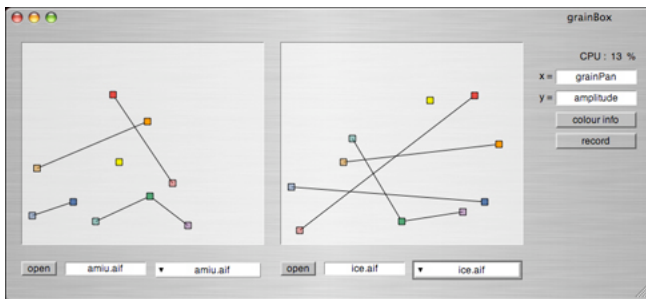 grainBox
CPU : 13 %
x = grainPan
y = amplitude
colour info
record
open amiu.aif ▼ amiu.aif open ice.aif ▼ ice.aif